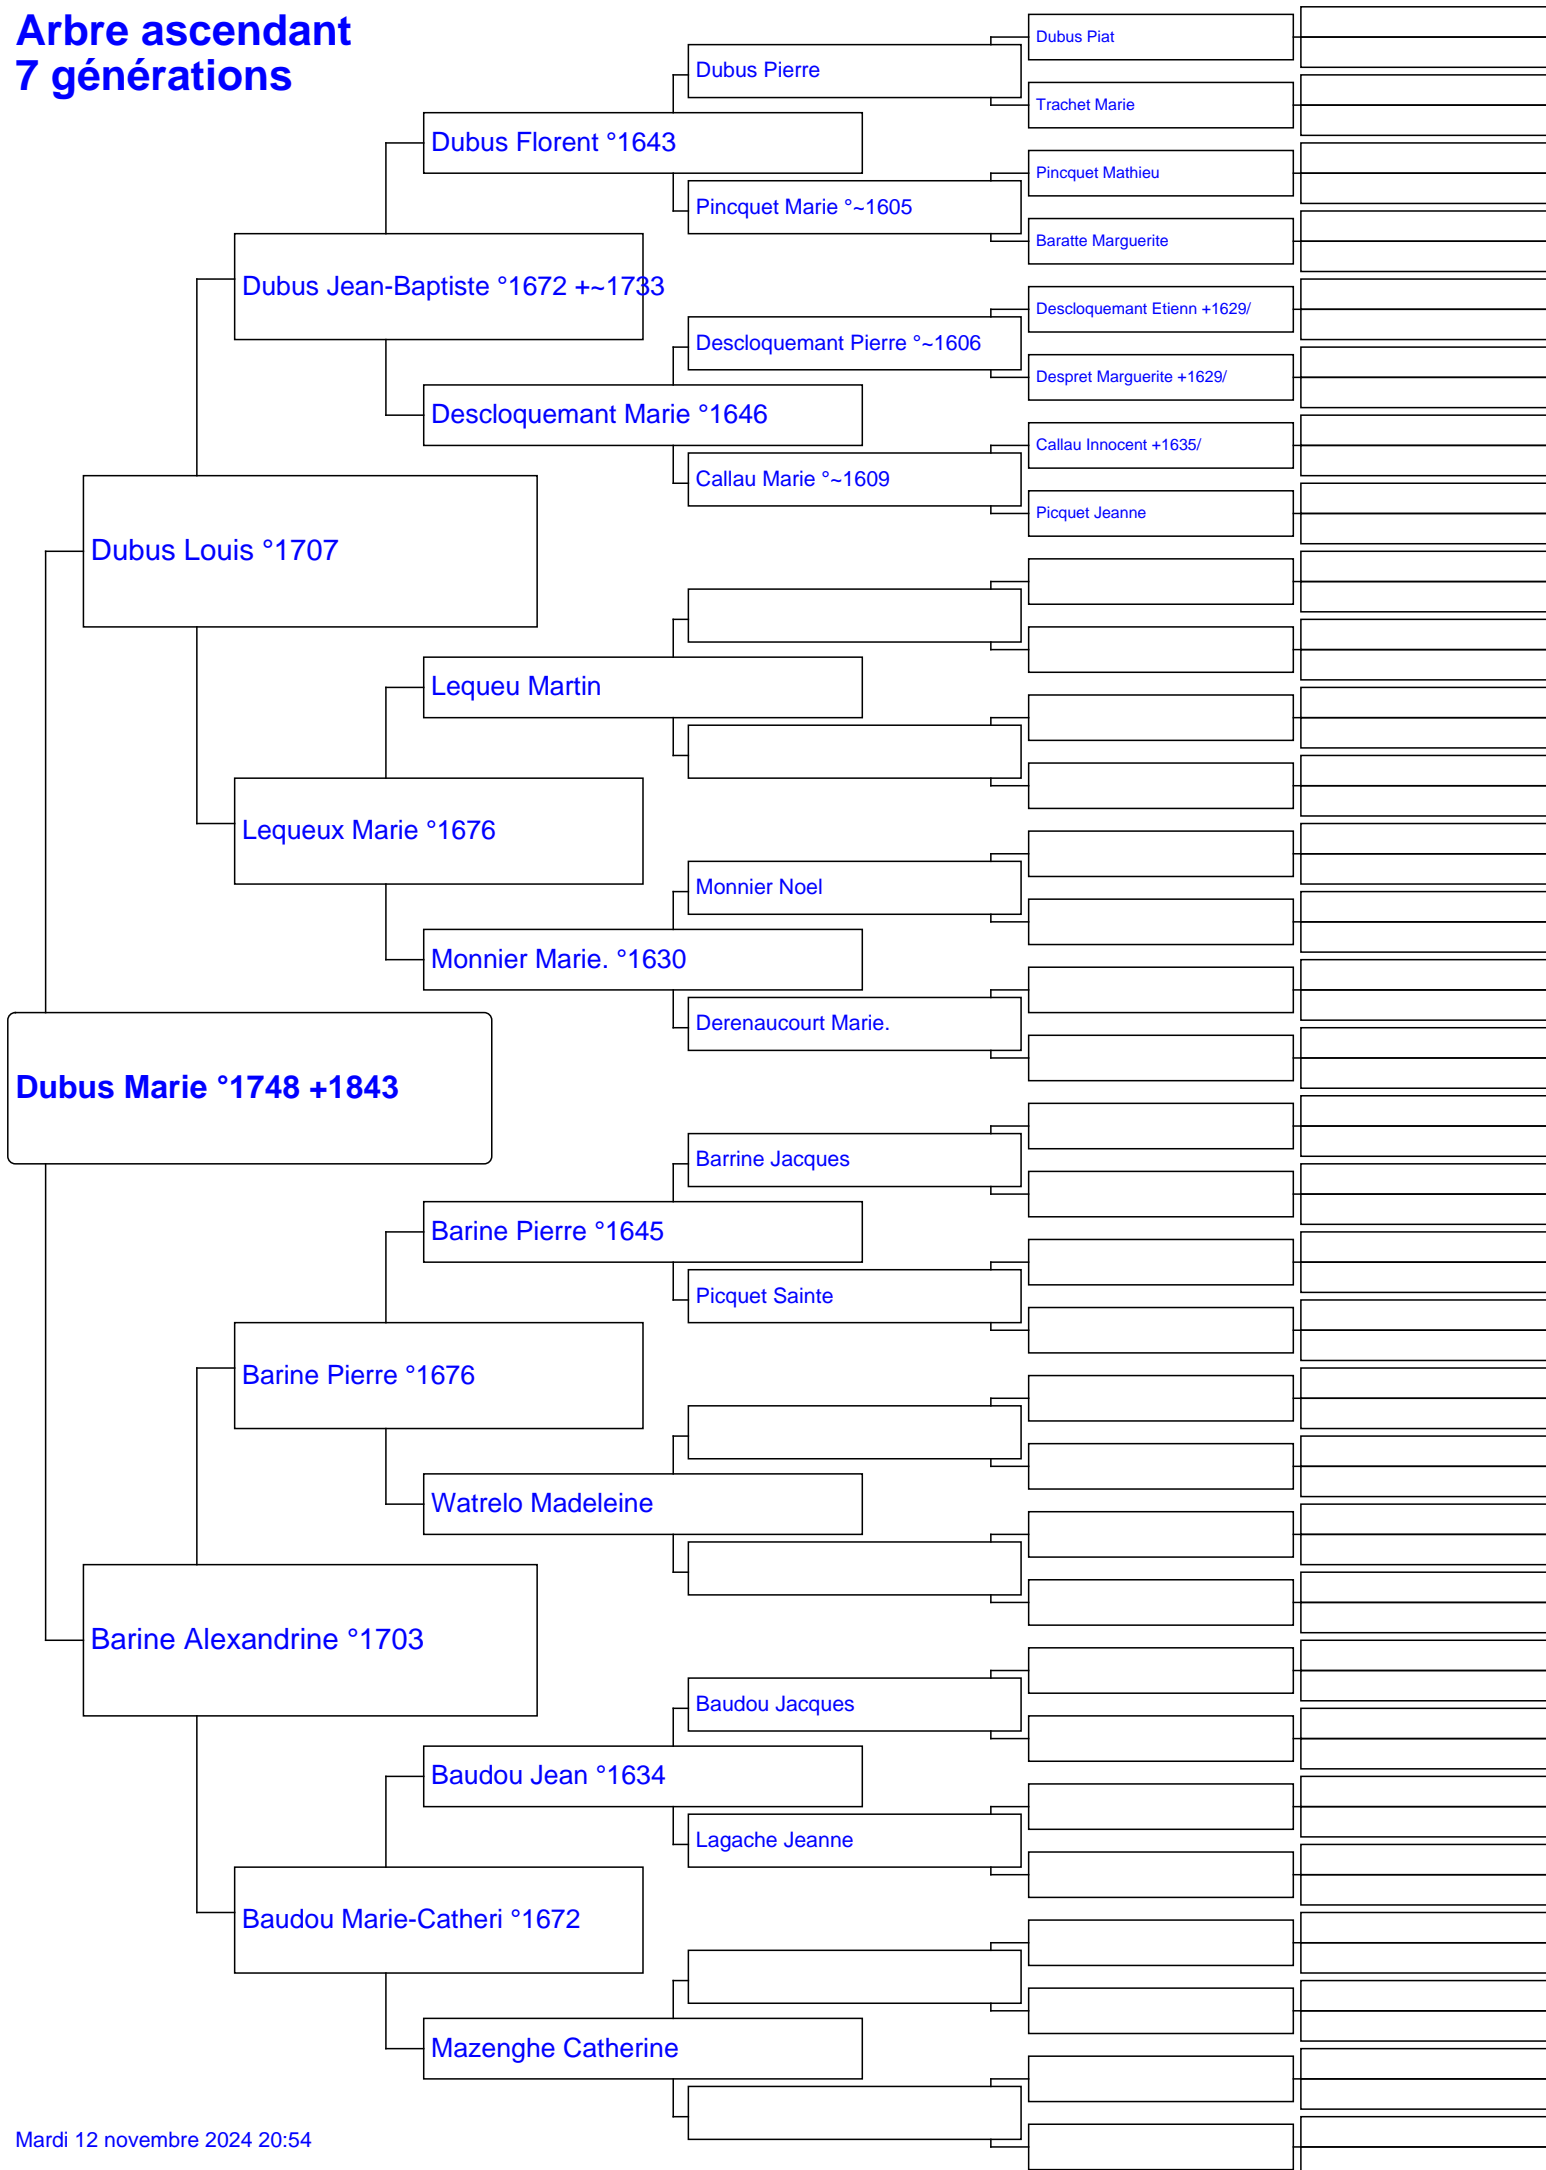 Arbre ascendant
7 générations
Dubus Piat
Dubus Pierre
Trachet Marie
Dubus Florent °1643
Pincquet Mathieu
Pincquet Marie °~1605
Baratte Marguerite
Dubus Jean-Baptiste °1672 +~1733
Descloquemant Etienn +1629/
Descloquemant Pierre °~1606
Despret Marguerite +1629/
Descloquemant Marie °1646
Callau Innocent +1635/
Callau Marie °~1609
Picquet Jeanne
Dubus Louis °1707
Lequeu Martin
Lequeux Marie °1676
Monnier Noel
Monnier Marie. °1630
Derenaucourt Marie.
Dubus Marie °1748 +1843
Barrine Jacques
Barine Pierre °1645
Picquet Sainte
Barine Pierre °1676
Watrelo Madeleine
Barine Alexandrine °1703
Baudou Jacques
Baudou Jean °1634
Lagache Jeanne
Baudou Marie-Catheri °1672
Mazenghe Catherine
Mardi 12 novembre 2024 20:54